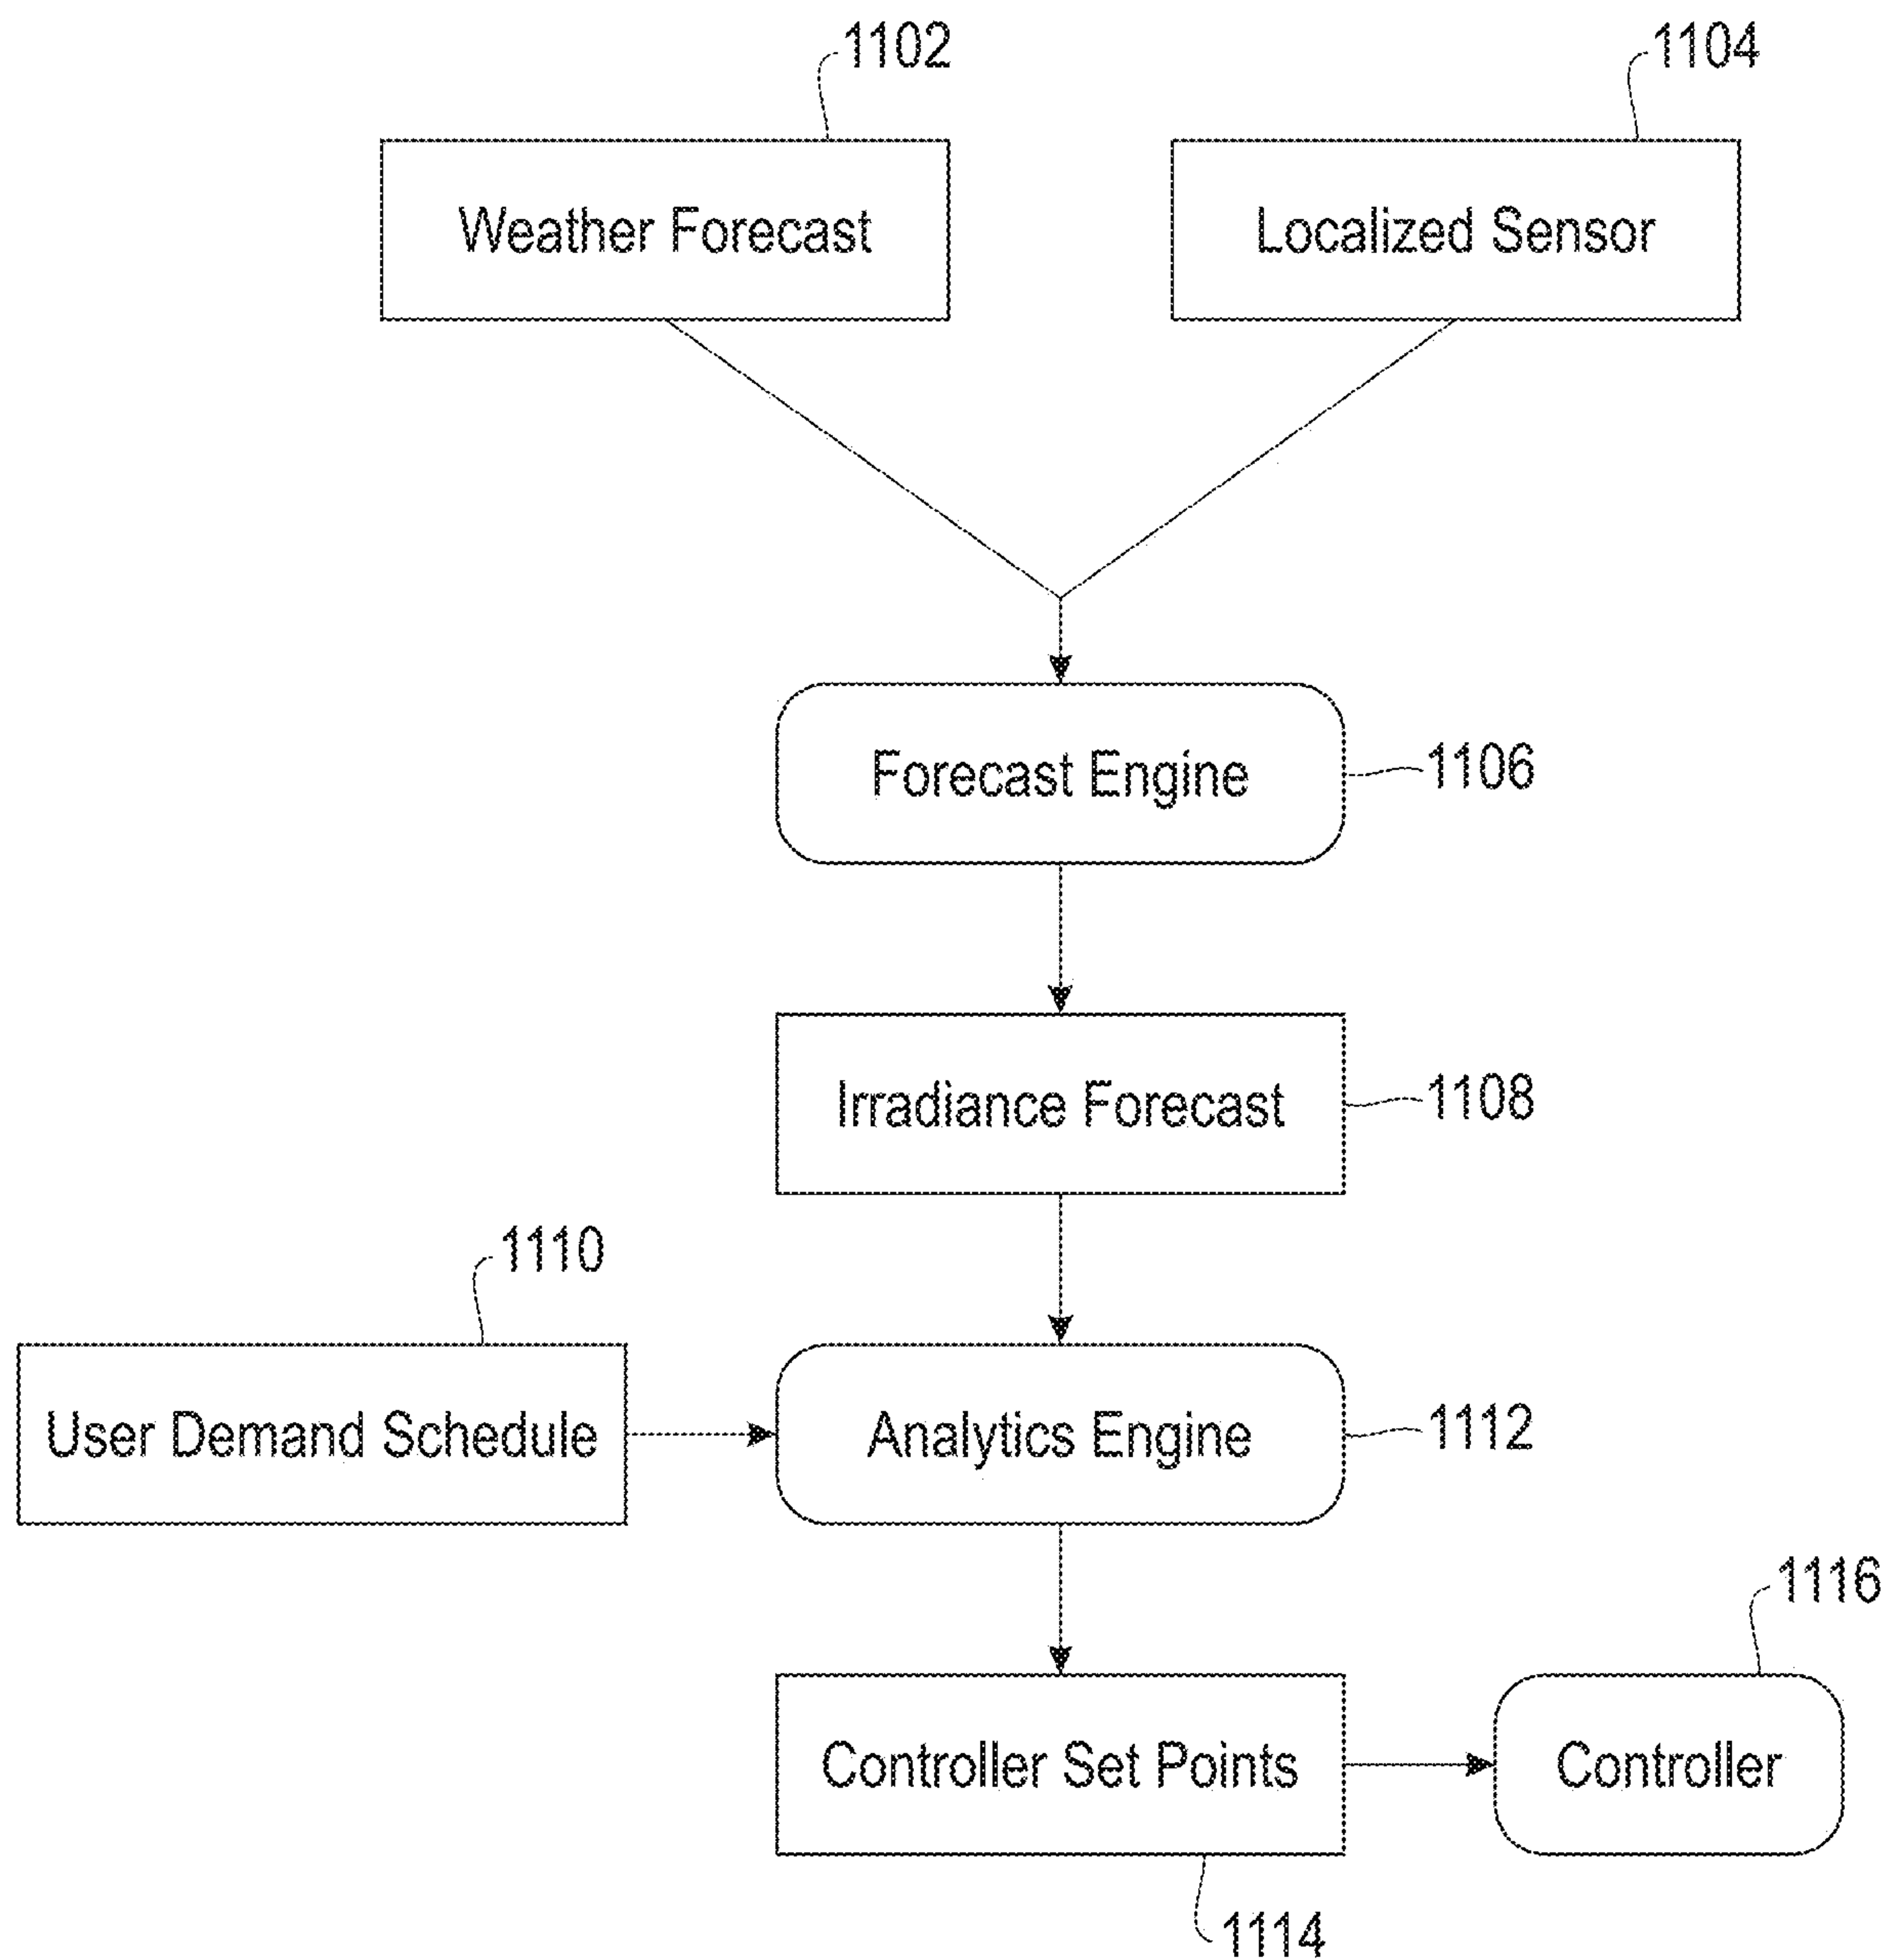 1102
1104
Weather Forecast
Localized Sensor
Forecast Engine
1106
Irradiance Forecast
1108
1110
User Demand Schedule
Analytics Engine
1112
1116
Controller Set Points
Controller
1114